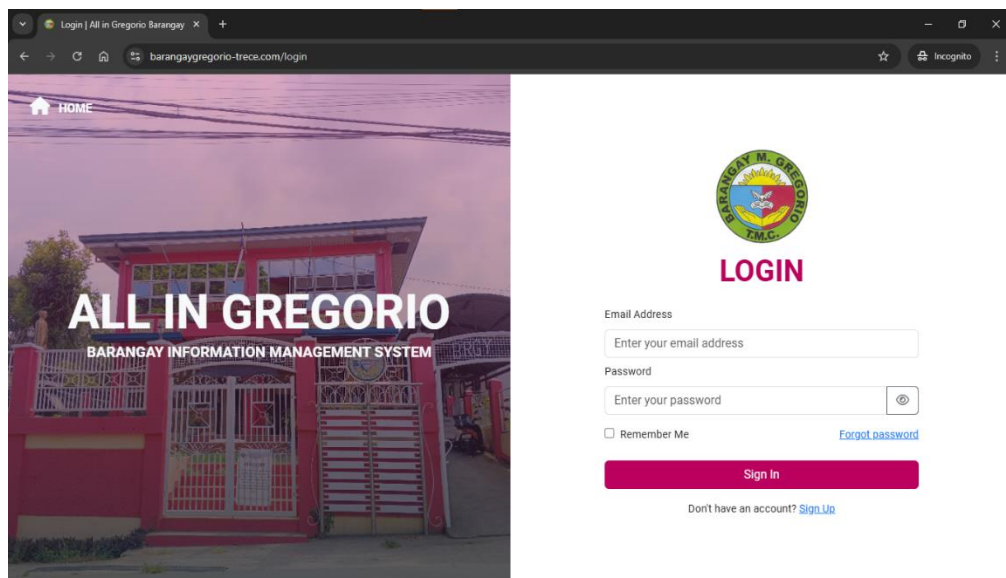 Login | All in Gregorio Barangay
barangaygregorio-trece.com/login
Incognito
HOME
ALL IN GREGORIO
BARANGAY INFORMATION MANAGEMENT SYSTEM
BARANGAY M. GREGORIO
T.M.C.
LOGIN
Email Address
Enter your email address
Password
Enter your password
Remember Me
Forgot password
Sign In
Don't have an account? Sign Up